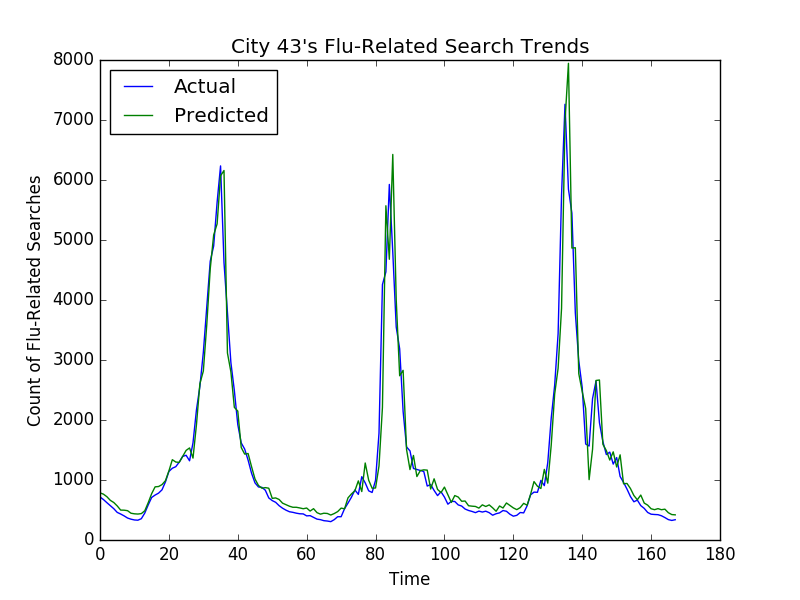 City 43's Flu-Related Search Trends
8000
7000
6000
5000
4000
3000
2000
1000
0
Actual
Predicted
Count of Flu-Related Searches
0 20 40 60 80 100 120 140 160 180
Time